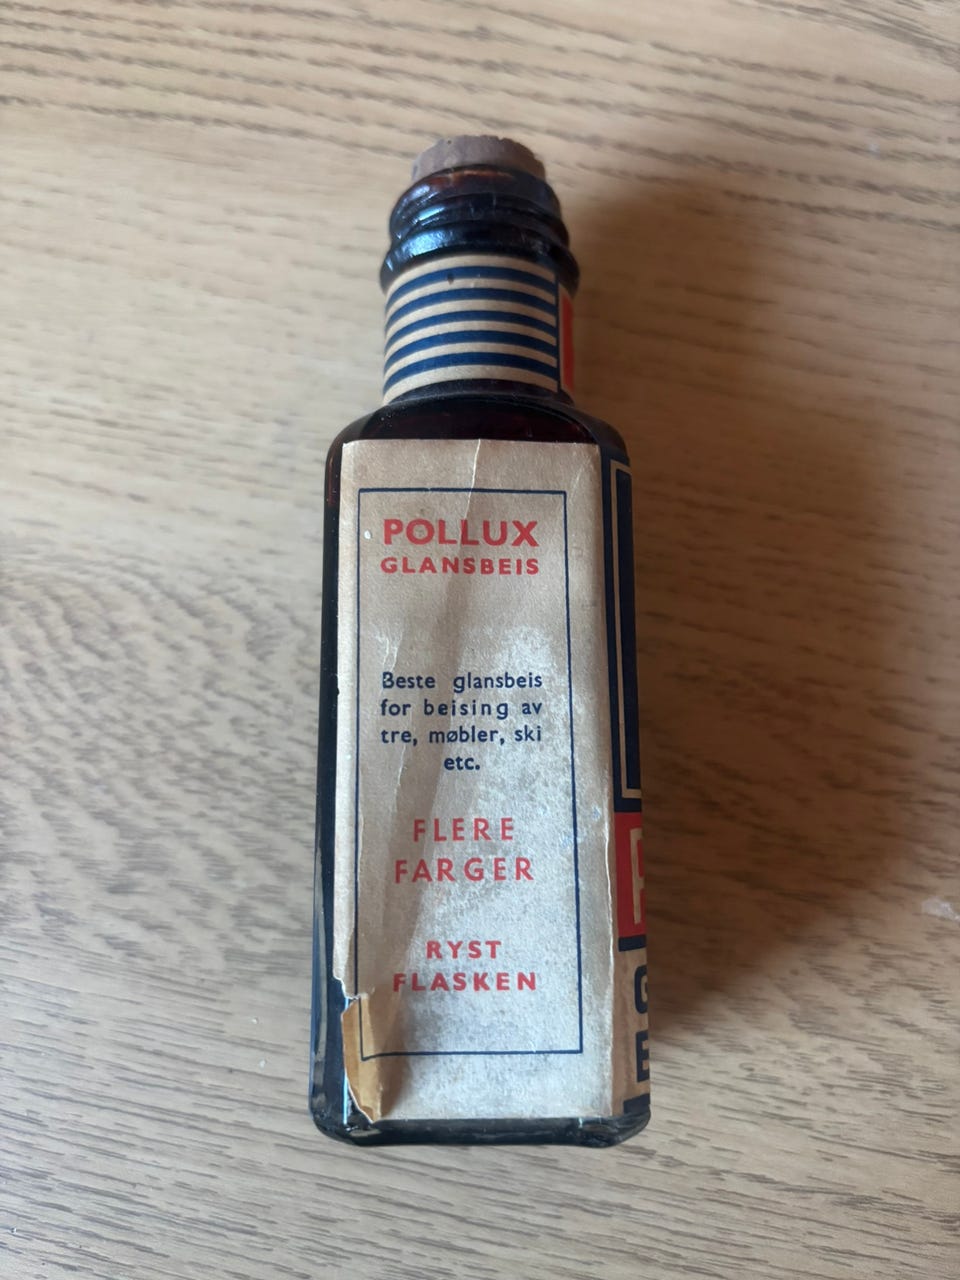 POLLUX
GLANSBEIS
Beste glansbeis
for beising av
tre, møbler, ski
etc.
FLERE
FARGER
RYST
FLASKEN